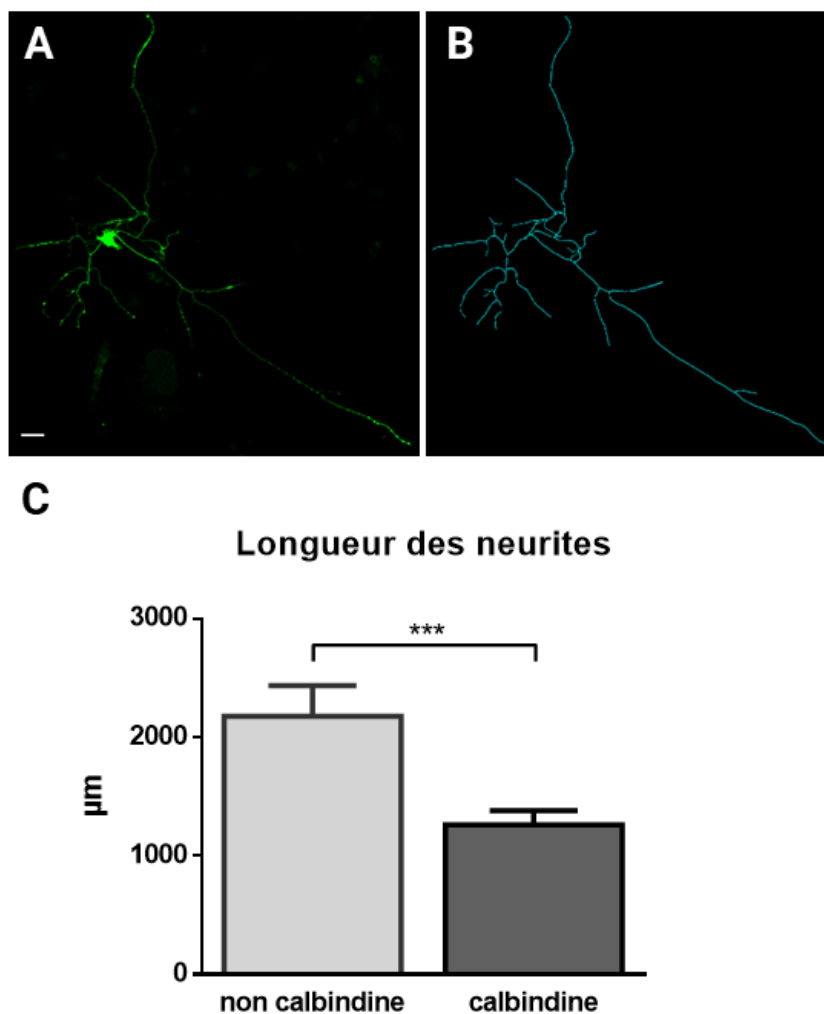 A
B
C
Longueur des neurites
3000
***
2000
µm
1000
0
non calbindine
calbindine